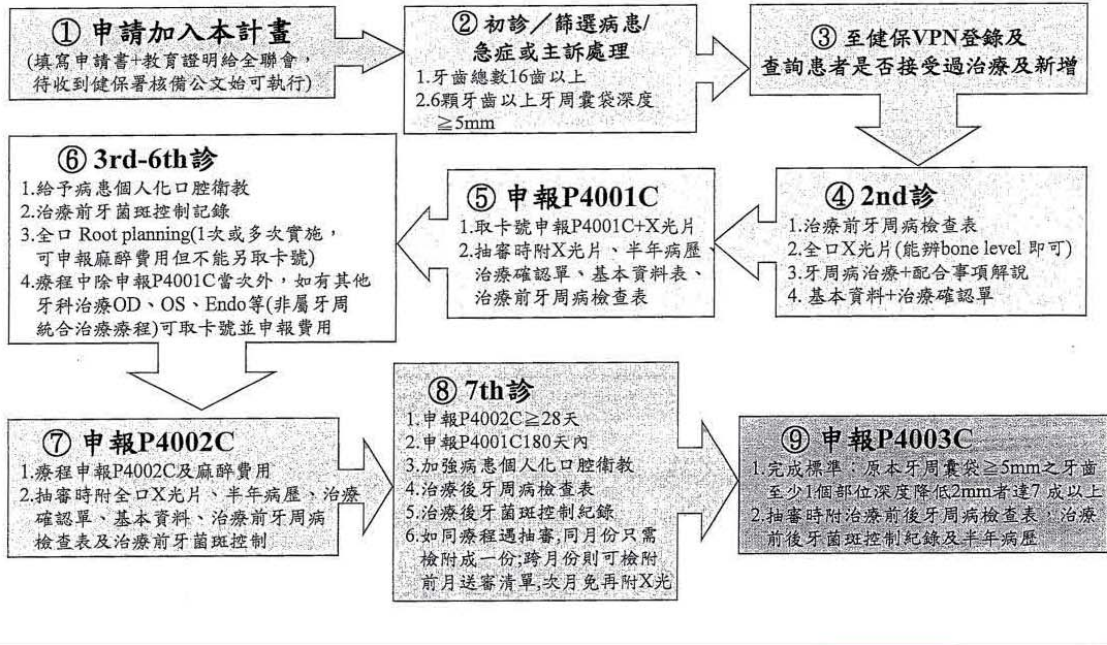 ① 申請加入本計畫
(填寫申請書+教育證明給全聯會，
待收到健保署核備公文始可執行)
② 初診／篩選病患/
急症或主訴處理
1.牙齒總數16齒以上
2.6顆牙齒以上牙周囊袋深度
≧5mm
③ 至健保VPN登錄及
查詢患者是否接受過治療及新增
④ 2nd診
1.治療前牙周病檢查表
2.全口X光片(能辨bone level 即可)
3.牙周病治療+配合事項解說
4. 基本資料+治療確認單
⑤ 申報P4001C
1.取卡號申報P4001C+X光片
2.抽審時附X光片、半年病歷、
治療確認單、基本資料表、
治療前牙周病檢查表
⑥ 3rd-6th診
1.給予病患個人化口腔衛教
2.治療前牙菌斑控制記錄
3.全口 Root planning(1次或多次實施，
可申報麻醉費用但不能另取卡號)
4.療程中除申報P4001C當次外，如有其他
牙科治療OD、OS、Endo等(非屬牙周
統合治療療程)可取卡號並申報費用
⑦ 申報P4002C
1.療程申報P4002C及麻醉費用
2.抽審時附全口X光片、半年病歷、治療
確認單、基本資料、治療前牙周病
檢查表及治療前牙菌斑控制
⑧ 7th診
1.申報P4002C≧28天
2.申報P4001C180天內
3.加強病患個人化口腔衛教
4.治療後牙周病檢查表
5.治療後牙菌斑控制紀錄
6.如同療程遇抽審,同月份只需
檢附成一份;跨月份則可檢附
前月送審清單,次月免再附X光
⑨ 申報P4003C
1.完成標準：原本牙周囊袋≧5mm之牙齒
至少1個部位深度降低2mm者達7 成以上
2.抽審時附治療前後牙周病檢查表，治療
前後牙菌斑控制紀錄及半年病歷